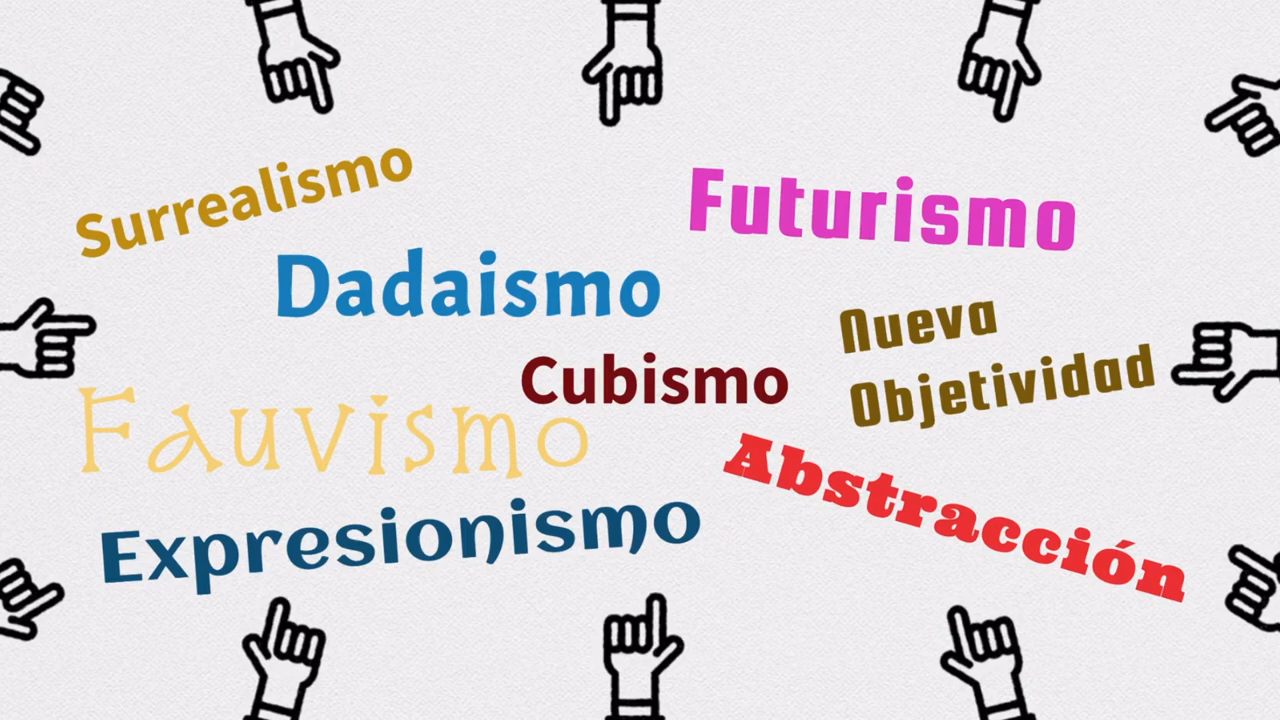 Surrealismo
Futurismo
Dadaismo
Nueva
Objetividad
Cubismo
Fauvismo
Abstracción
Expresionismo